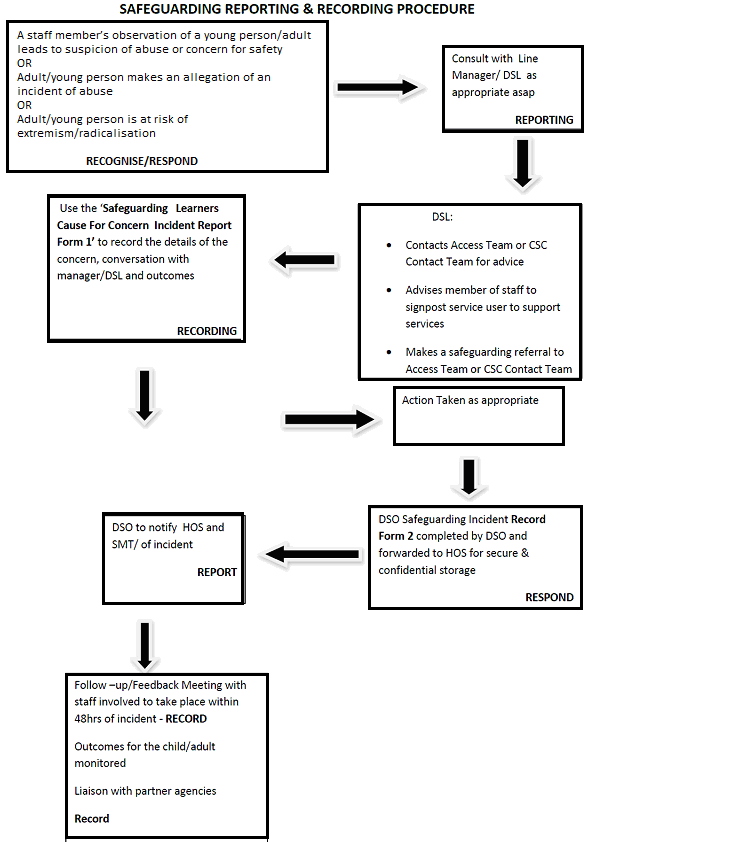 SAFEGUARDING REPORTING & RECORDING PROCEDURE
A staff member's observation of a young person/adult
leads to suspicion of abuse or concern for safety
OR
Adult/young person makes an allegation of an
incident of abuse
OR
Adult/young person is at risk of
extremism/radicalisation
RECOGNISE/RESPOND
Consult with Line
Manager/ DSL as
appropriate asap
REPORTING
DSL:
• Contacts Access Team or CSC
Contact Team for advice
• Advises member of staff to
signpost service user to support
services
• Makes a safeguarding referral to
Access Team or CSC Contact Team
Use the 'Safeguarding Learners
Cause For Concern Incident Report
Form 1' to record the details of the
concern, conversation with
manager/DSL and outcomes
RECORDING
Action Taken as appropriate
DSO Safeguarding Incident Record
Form 2 completed by DSO and
forwarded to HOS for secure &
confidential storage
RESPOND
DSO to notify HOS and
SMT/ of incident
REPORT
Follow –up/Feedback Meeting with
staff involved to take place within
48hrs of incident - RECORD
Outcomes for the child/adult
monitored
Liaison with partner agencies
Record